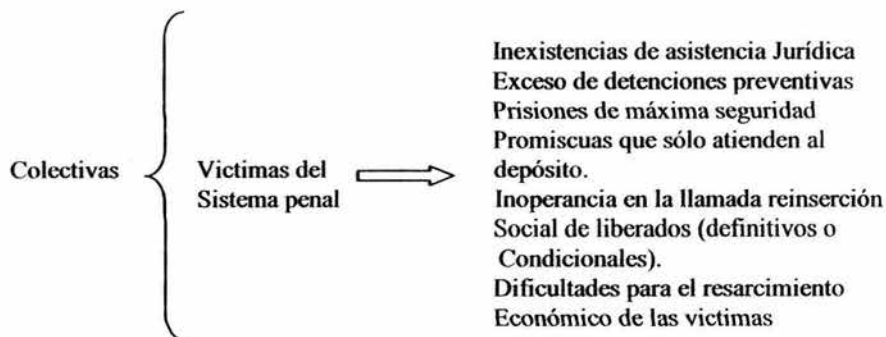 Colectivas
Victimas del
Sistema penal
Inexistencias de asistencia Jurídica
Exceso de detenciones preventivas
Prisiones de máxima seguridad
Promiscuas que sólo atienden al
depósito.
Inoperancia en la llamada reinserción
Social de liberados (definitivos o
Condicionales).
Dificultades para el resarcimiento
Económico de las victimas